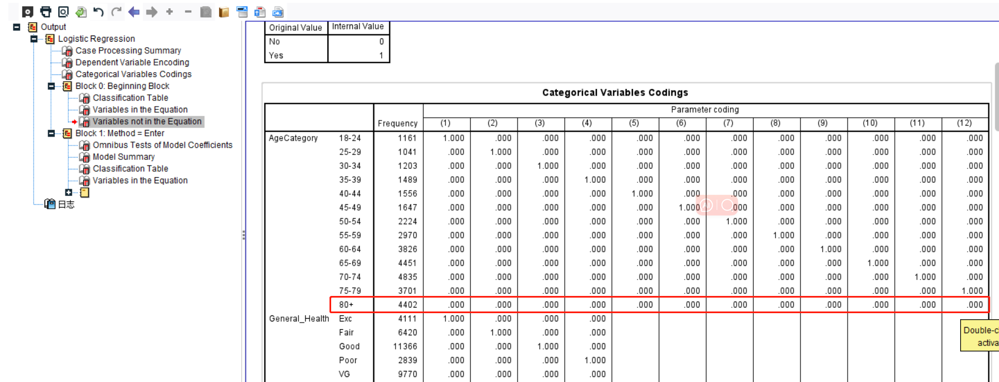 Output
Logistic Regression
Case Processing Summary
Dependent Variable Encoding
Categorical Variables Codings
Block 0: Beginning Block
Classification Table
Variables in the Equation
Variables not in the Equation
Block 1: Method = Enter
Omnibus Tests of Model Coefficients
Model Summary
Classification Table
Variables in the Equation
日志
Original Value Internal Value
No 0
Yes 1
Categorical Variables Codings
Parameter coding
Frequency (1) (2) (3) (4) (5) (6) (7) (8) (9) (10) (11) (12)
AgeCategory 18-24 1161 1.000 .000 .000 .000 .000 .000 .000 .000 .000 .000 .000 .000
25-29 1041 .000 1.000 .000 .000 .000 .000 .000 .000 .000 .000 .000 .000
30-34 1203 .000 .000 1.000 .000 .000 .000 .000 .000 .000 .000 .000 .000
35-39 1489 .000 .000 .000 1.000 .000 .000 .000 .000 .000 .000 .000 .000
40-44 1556 .000 .000 .000 .000 1.000 .000 .000 .000 .000 .000 .000 .000
45-49 1647 .000 .000 .000 .000 .000 1.000 .000 .000 .000 .000 .000 .000
AI
50-54 2224 .000 .000 .000 .000 .000 .000 1.000 .000 .000 .000 .000 .000
55-59 2970 .000 .000 .000 .000 .000 .000 .000 1.000 .000 .000 .000 .000
60-64 3826 .000 .000 .000 .000 .000 .000 .000 .000 1.000 .000 .000 .000
65-69 4451 .000 .000 .000 .000 .000 .000 .000 .000 .000 1.000 .000 .000
70-74 4835 .000 .000 .000 .000 .000 .000 .000 .000 .000 .000 1.000 .000
75-79 3701 .000 .000 .000 .000 .000 .000 .000 .000 .000 .000 .000 1.000
80+ 4402 .000 .000 .000 .000 .000 .000 .000 .000 .000 .000 .000 .000
General_Health Exc 4111 1.000 .000 .000 .000
Fair 6420 .000 1.000 .000 .000
Good 11366 .000 .000 1.000 .000
Poor 2839 .000 .000 .000 1.000
VG 9770 .000 .000 .000 .000
Double-c
activa